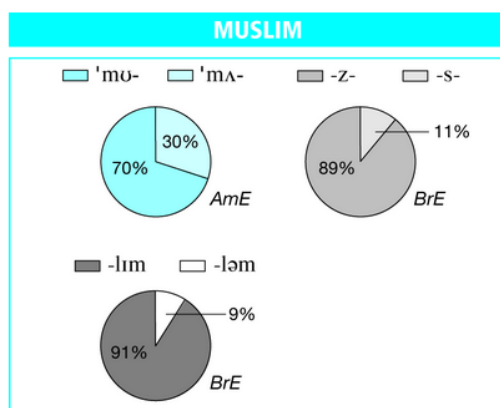 MUSLIM
ˈmʊ- ˈmʌ- -z- -s-
30%
70%
AmE
11%
89%
BrE
-lɪm -ləm
9%
91%
BrE